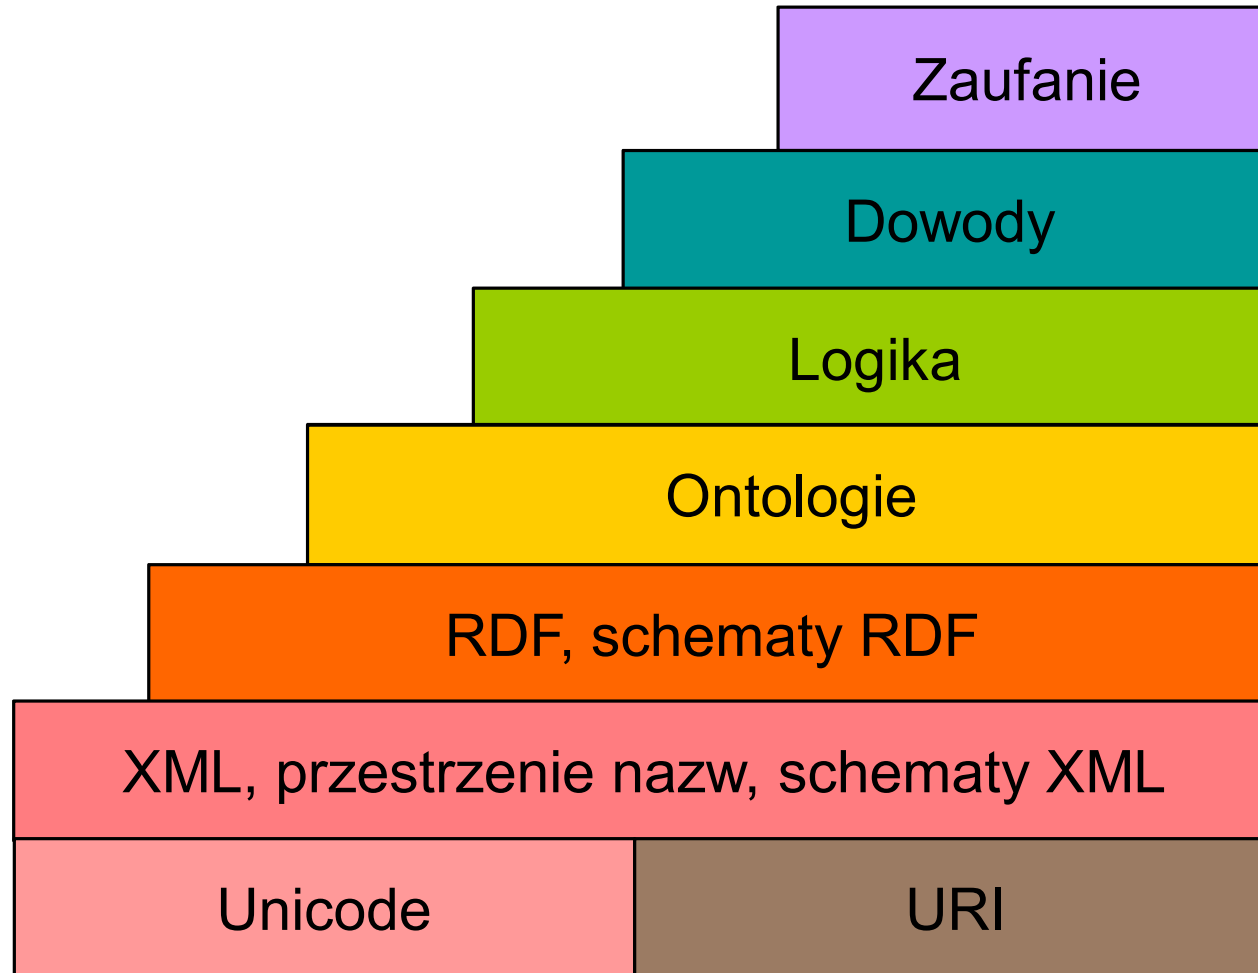 Zaufanie
Dowody
Logika
Ontologie
RDF, schematy RDF
XML, przestrzenie nazw, schematy XML
Unicode
URI